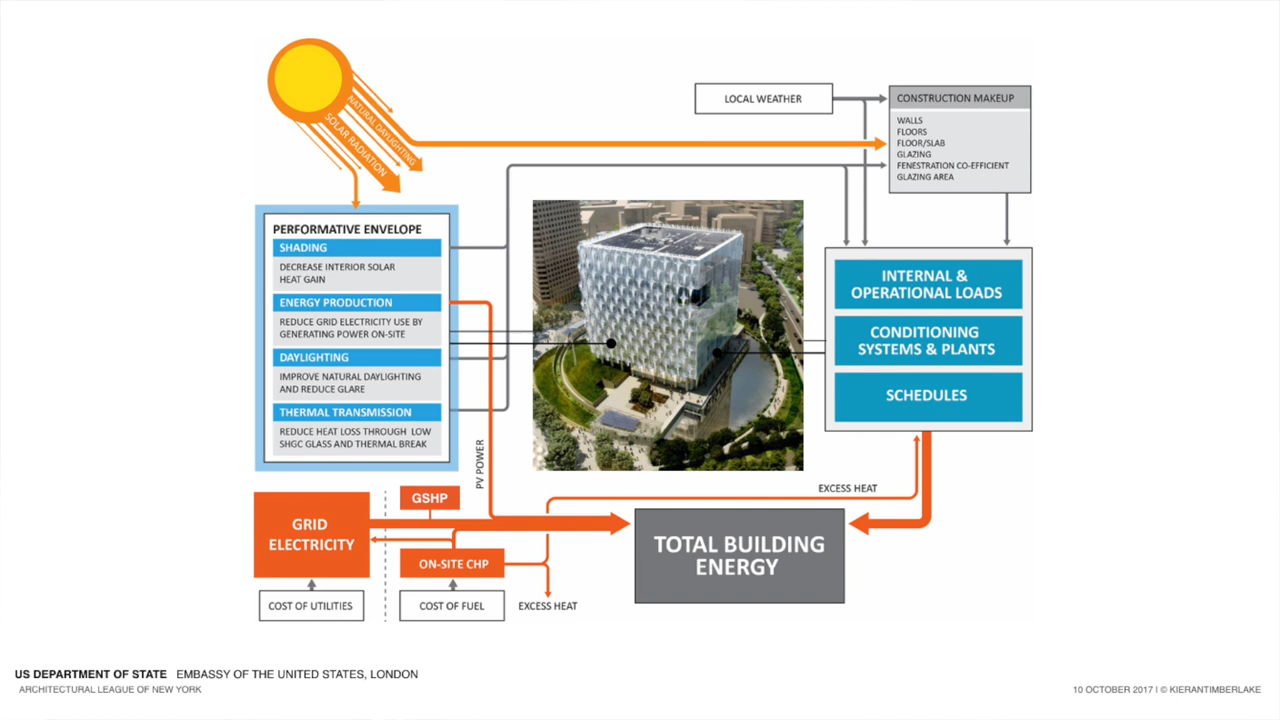 NATURAL DAYLIGHTING
SOLAR RADIATION
LOCAL WEATHER
CONSTRUCTION MAKEUP
WALLS
FLOORS
FLOOR/SLAB
GLAZING
FENESTRATION CO-EFFICIENT
GLAZING AREA
PERFORMATIVE ENVELOPE
SHADING
DECREASE INTERIOR SOLAR
HEAT GAIN
ENERGY PRODUCTION
REDUCE GRID ELECTRICITY USE BY
GENERATING POWER ON-SITE
DAYLIGHTING
IMPROVE NATURAL DAYLIGHTING
AND REDUCE GLARE
THERMAL TRANSMISSION
REDUCE HEAT LOSS THROUGH LOW
SHGC GLASS AND THERMAL BREAK
INTERNAL &
OPERATIONAL LOADS
CONDITIONING
SYSTEMS & PLANTS
SCHEDULES
PV POWER
EXCESS HEAT
GSHP
GRID
ELECTRICITY
ON-SITE CHP
TOTAL BUILDING
ENERGY
COST OF UTILITIES
COST OF FUEL
EXCESS HEAT
US DEPARTMENT OF STATE EMBASSY OF THE UNITED STATES, LONDON
ARCHITECTURAL LEAGUE OF NEW YORK
10 OCTOBER 2017 I © KIERANTIMBERLAKE